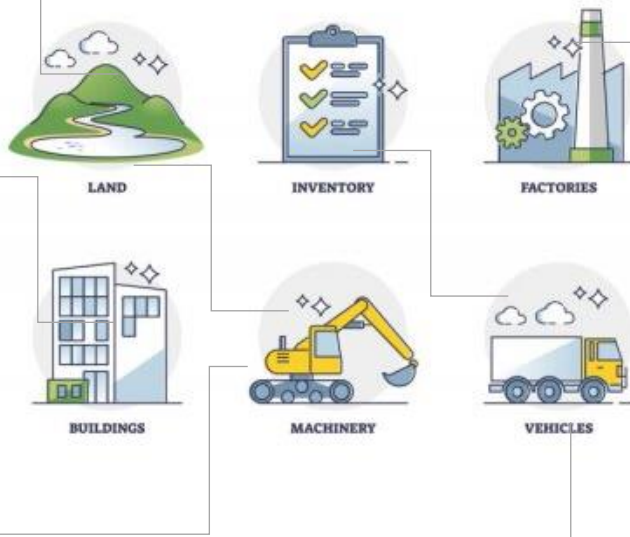 LAND
INVENTORY
FACTORIES
BUILDINGS
MACHINERY
VEHICLES